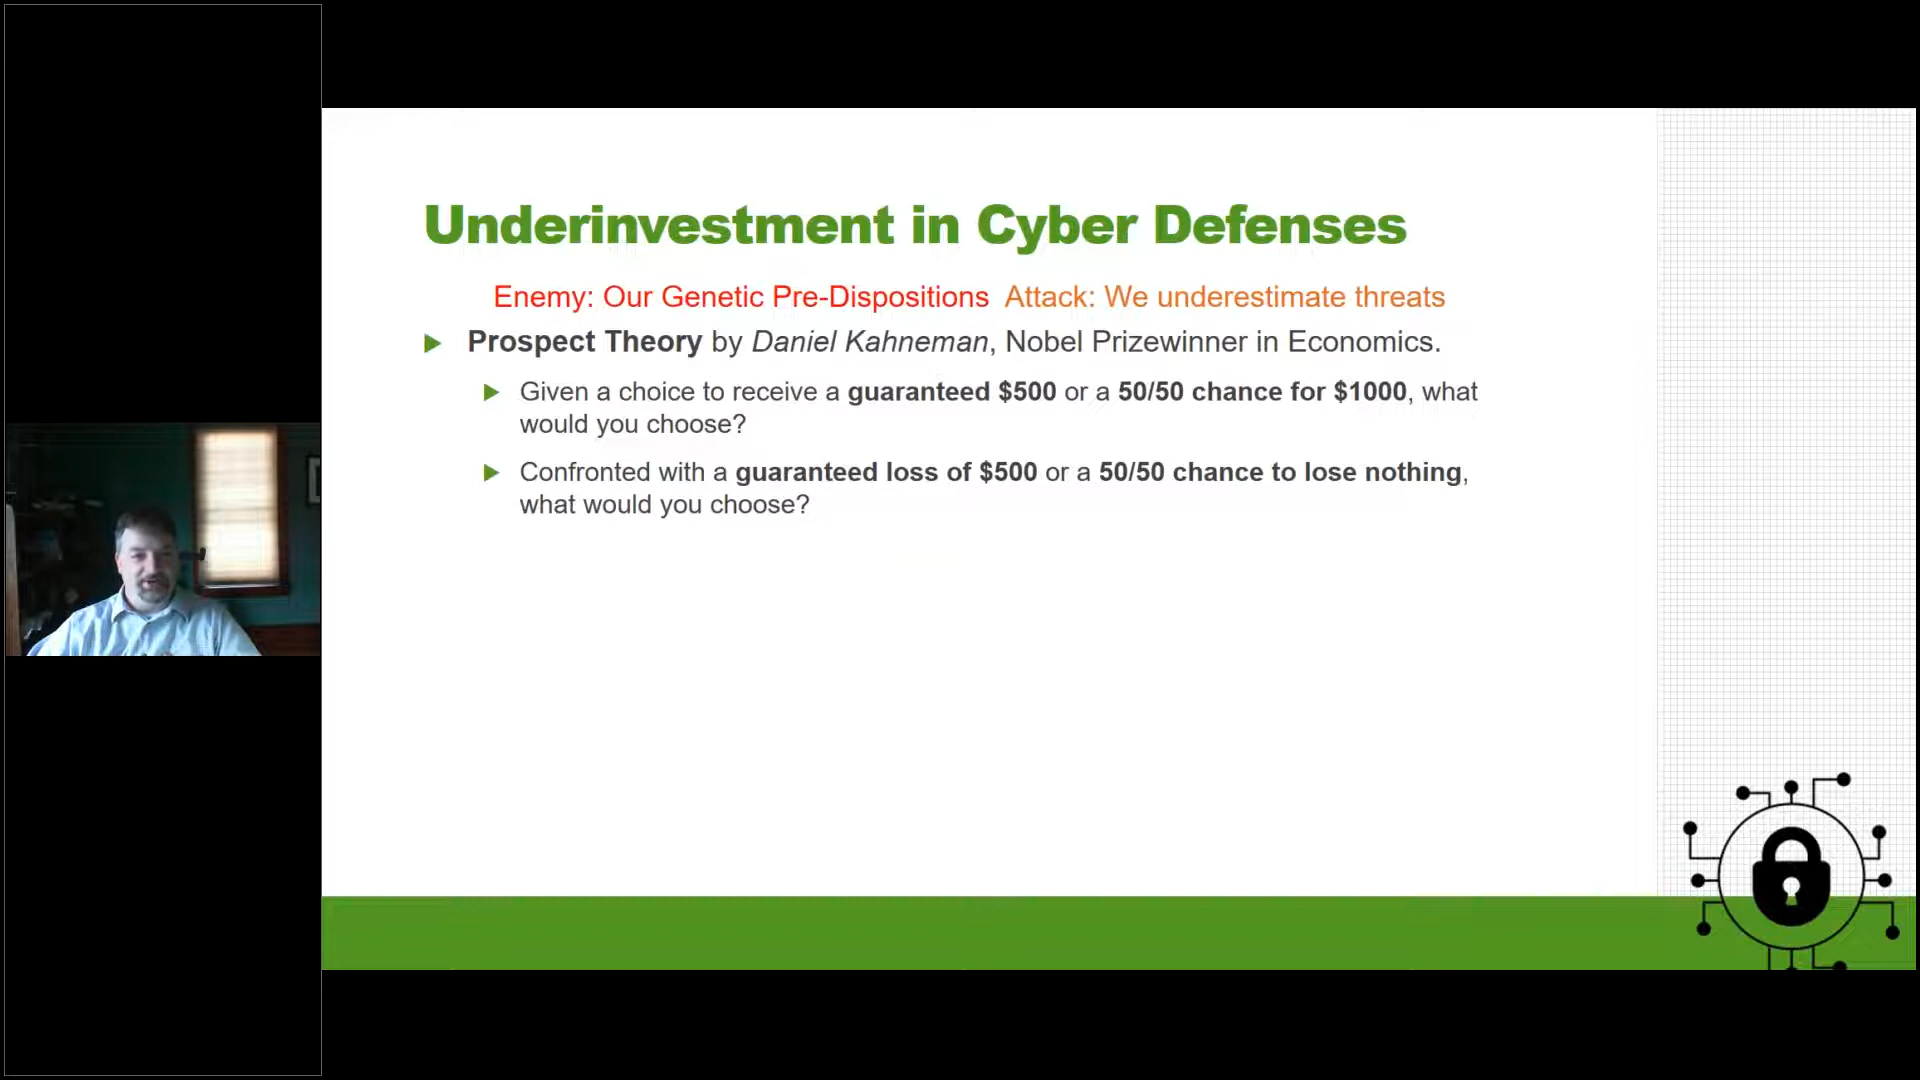 Underinvestment in Cyber Defenses
Enemy: Our Genetic Pre-Dispositions Attack: We underestimate threats
Prospect Theory by Daniel Kahneman, Nobel Prizewinner in Economics.
Given a choice to receive a guaranteed $500 or a 50/50 chance for $1000, what
would you choose?
Confronted with a guaranteed loss of $500 or a 50/50 chance to lose nothing,
what would you choose?